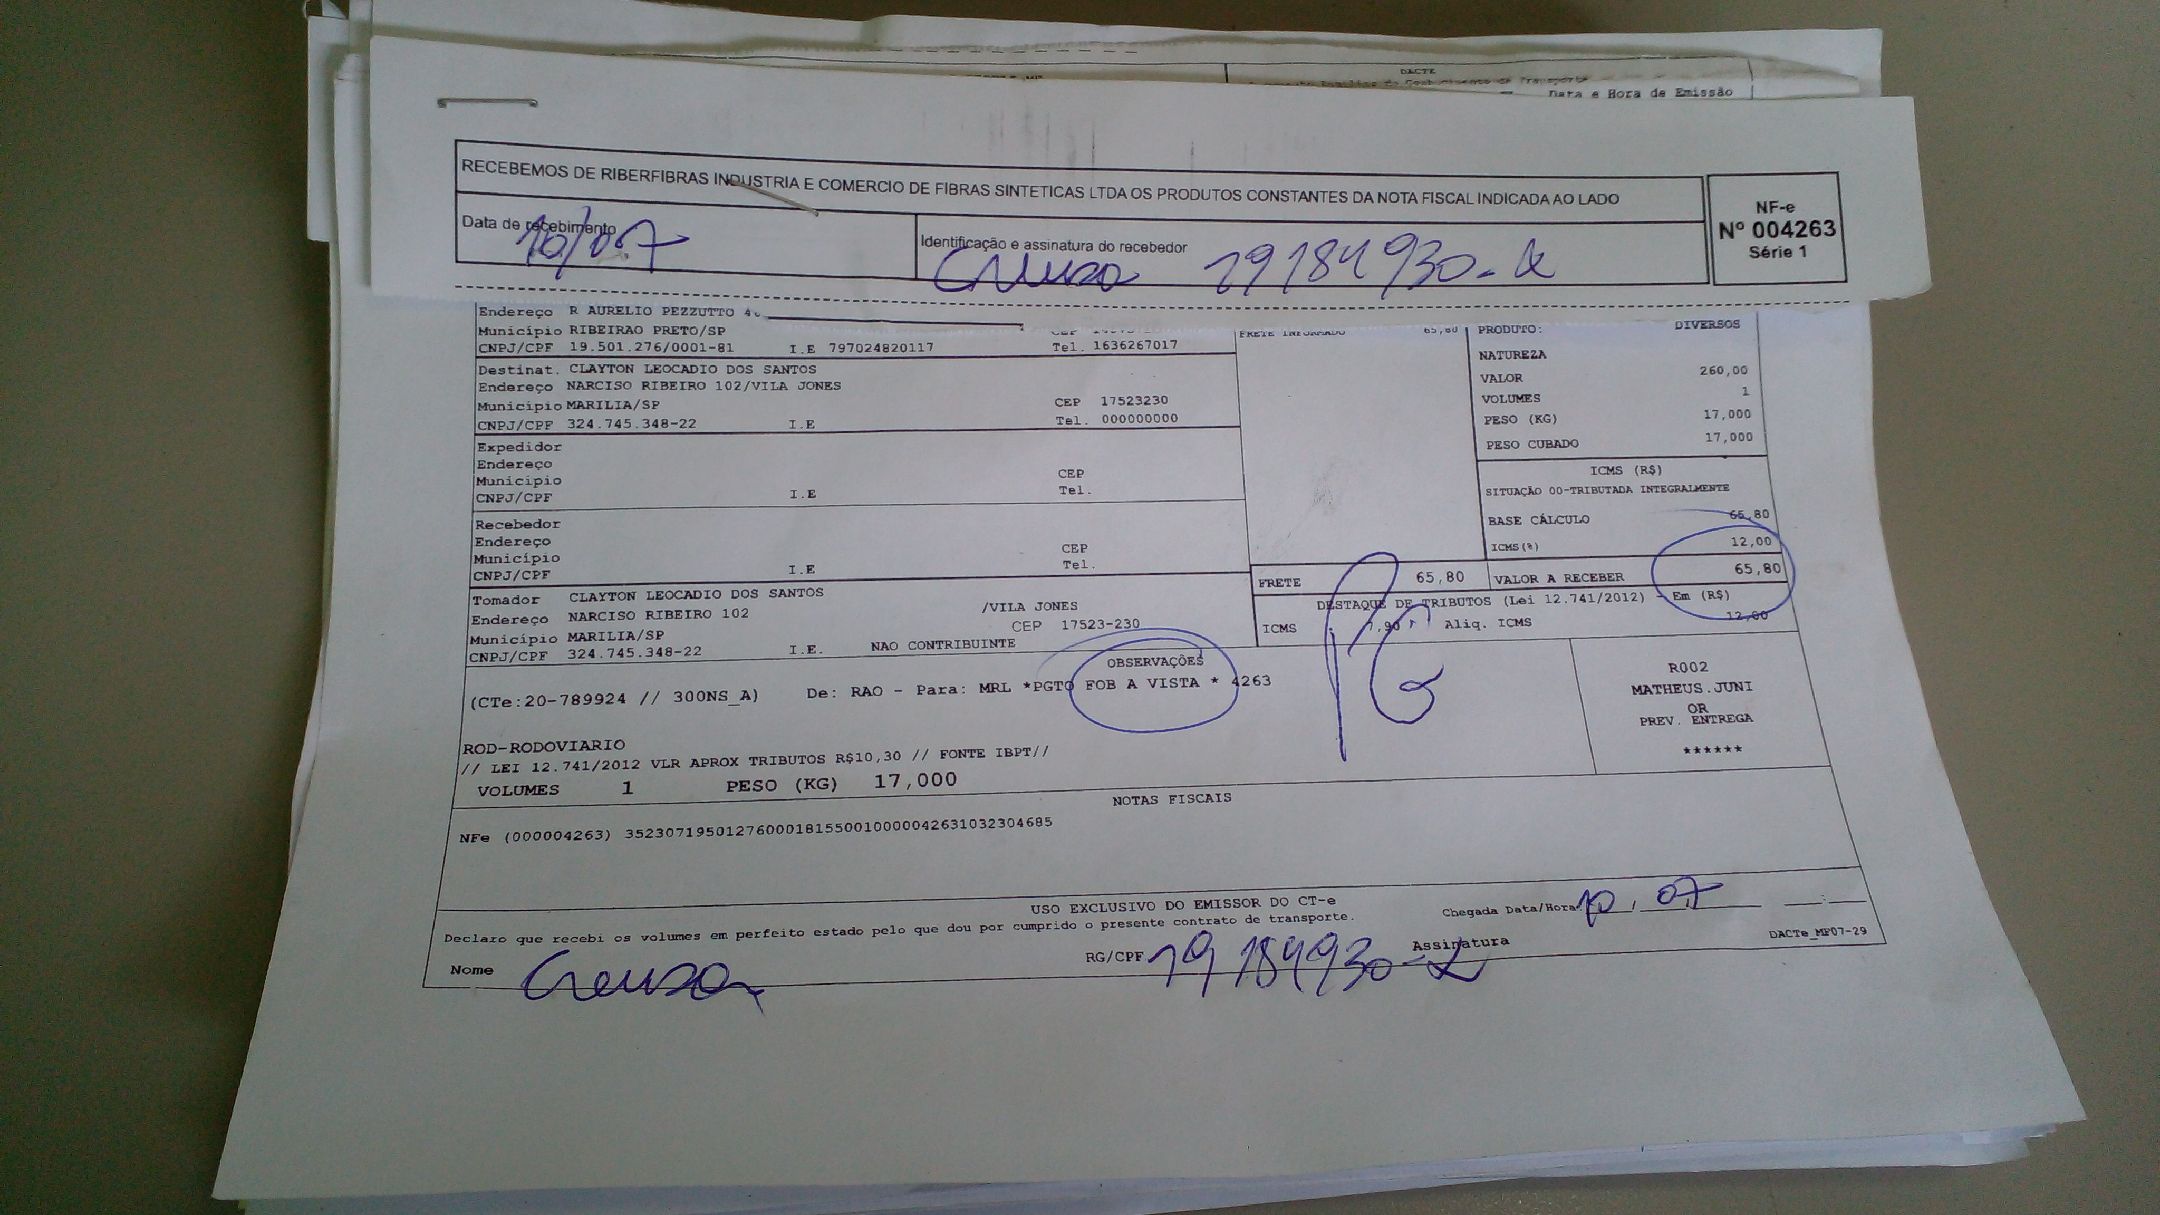 DACTE
Data e Hora de Emissão
RECEBEMOS DE RIBERFIBRAS INDUSTRIA E COMERCIO DE FIBRAS SINTETICAS LTDA OS PRODUTOS CONSTANTES DA NOTA FISCAL INDICADA AO LADO
NF-e
Nº 004263
Série 1
Data de recebimento
10/07
Identificação e assinatura do recebedor
Creusa 19184930-
Endereço R AURELIO PEZZUTTO
Município RIBEIRAO PRETO/SP
CNPJ/CPF 19.501.276/0001-81 I.E 797024820117 Tel. 1636267017
Destinat. CLAYTON LEOCADIO DOS SANTOS
Endereço NARCISO RIBEIRO 102/VILA JONES
Município MARILIA/SP CEP 17523230
CNPJ/CPF 324.745.348-22 I.E Tel. 000000000
Expedidor
Endereço
Município CEP
CNPJ/CPF I.E Tel.
Recebedor
Endereço
Município CEP
CNPJ/CPF I.E Tel.
Tomador CLAYTON LEOCADIO DOS SANTOS
Endereço NARCISO RIBEIRO 102 /VILA JONES
Município MARILIA/SP CEP 17523-230
CNPJ/CPF 324.745.348-22 I.E. NAO CONTRIBUINTE
FRETE INFORMADO 65,80
PRODUTO: DIVERSOS
NATUREZA
VALOR 260,00
VOLUMES 1
PESO (KG) 17,000
PESO CUBADO 17,000
ICMS (R$)
SITUAÇÃO 00-TRIBUTADA INTEGRALMENTE
BASE CÁLCULO 65,80
ICMS(%) 12,00
FRETE 65,80 VALOR A RECEBER 65,80
DESTAQUE DE TRIBUTOS (Lei 12.741/2012) - Em (R$)
ICMS 7,90 Aliq. ICMS 12,00
PG
OBSERVAÇÕES
(CTe:20-789924 // 300NS_A) De: RAO - Para: MRL *PGTO FOB A VISTA * 4263
R002
MATHEUS.JUNI
OR
PREV. ENTREGA
******
ROD-RODOVIARIO
// LEI 12.741/2012 VLR APROX TRIBUTOS R$10,30 // FONTE IBPT//
VOLUMES 1 PESO (KG) 17,000
NOTAS FISCAIS
NFe (000004263) 35230719501276000181550010000042631032304685
USO EXCLUSIVO DO EMISSOR DO CT-e
Declaro que recebi os volumes em perfeito estado pelo que dou por cumprido o presente contrato de transporte.
Chegada Data/Hora 10/07
Nome Creusa RG/CPF 19184930- Assinatura
DACTe_MF07-29